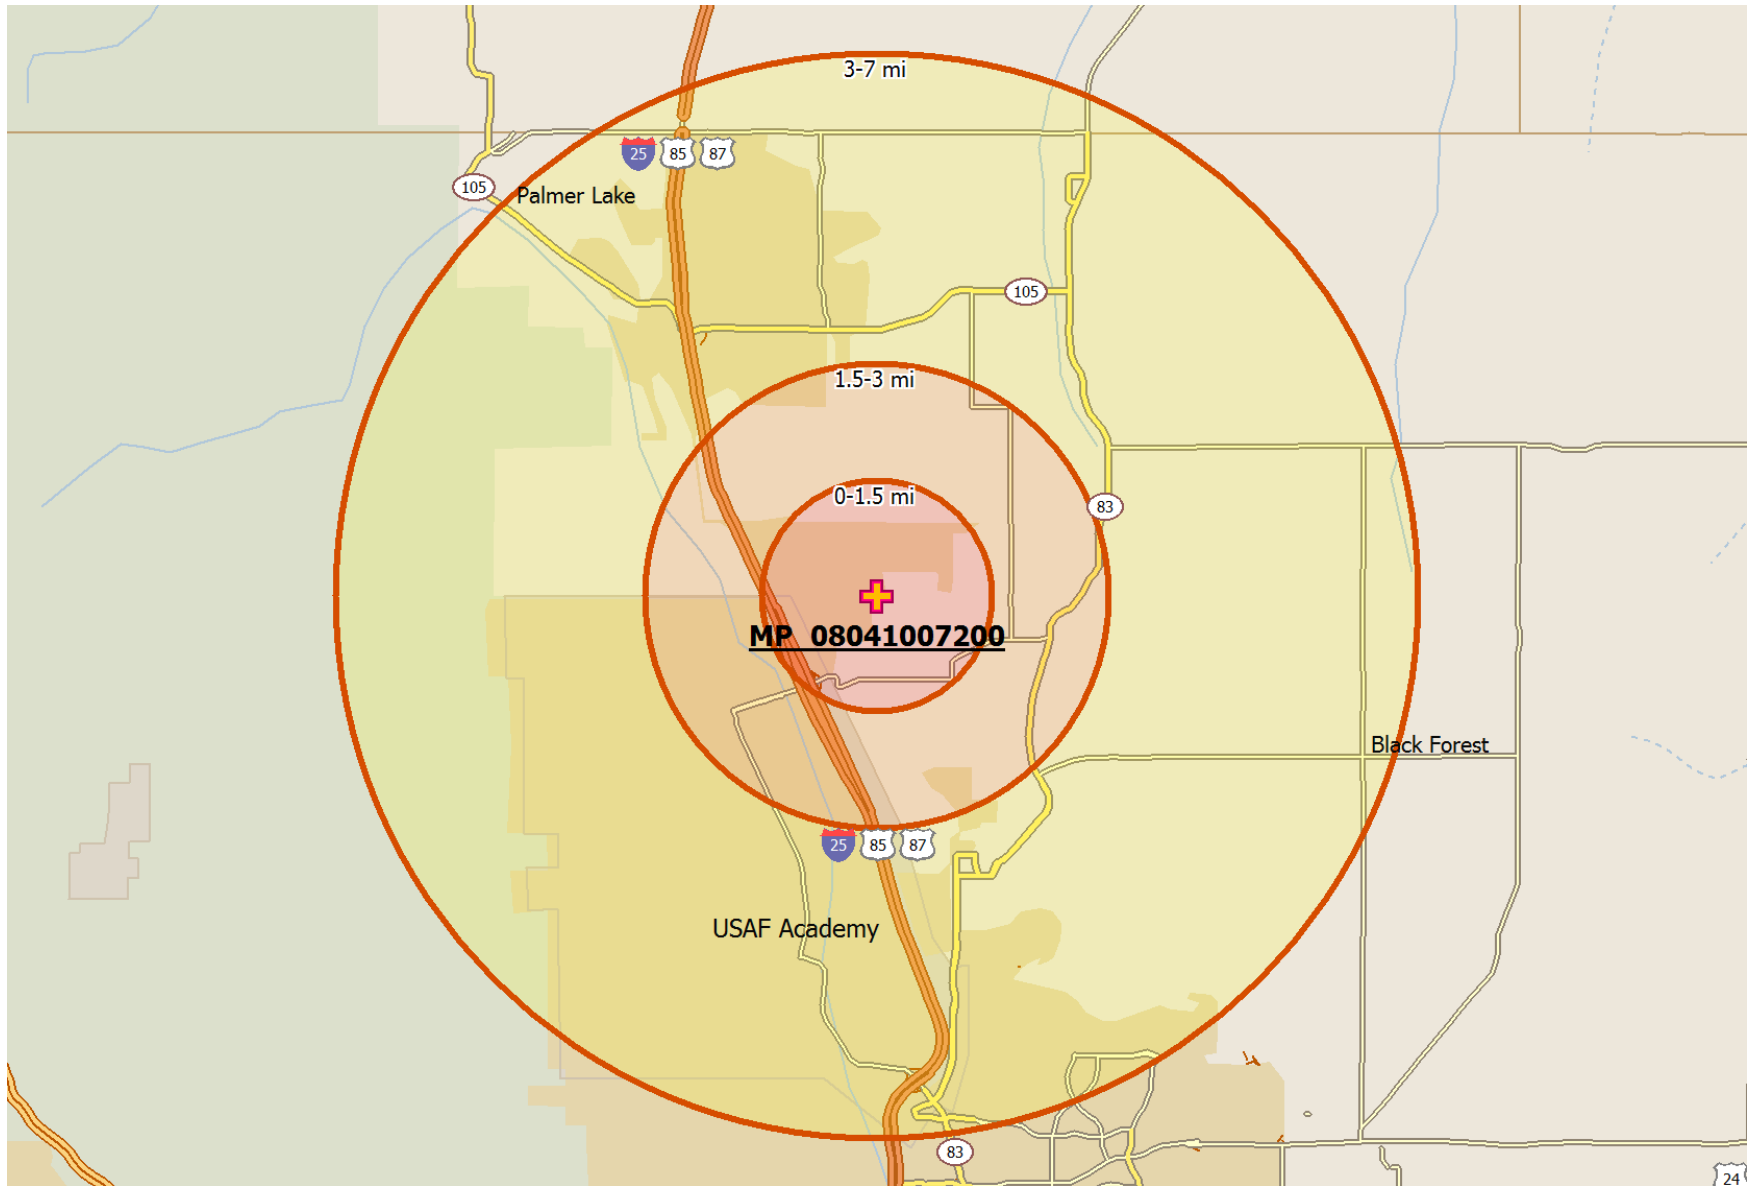 3-7 mi
25 85 87
105
Palmer Lake
105
1.5-3 mi
0-1.5 mi
83
MP 08041007200
Black Forest
25 85 87
USAF Academy
83
24